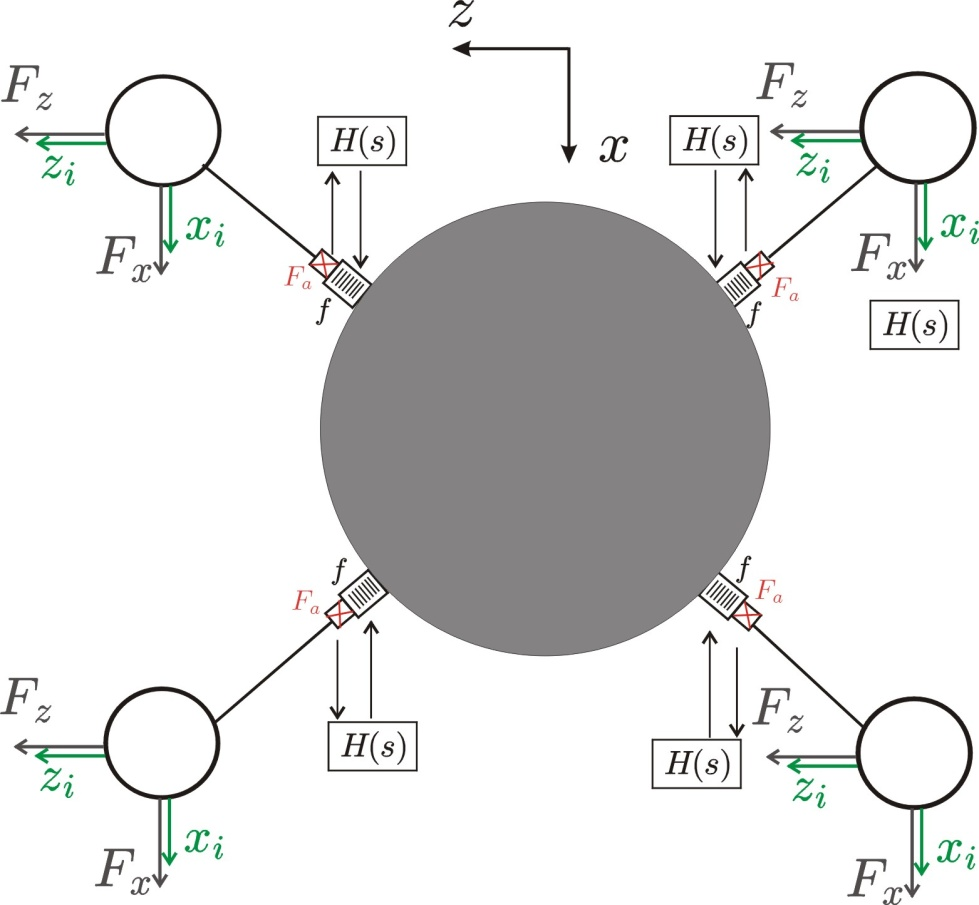 z
x
F_z
z_i
x_i
F_x
H(s)
F_a
f
H(s)
F_a
f
F_z
z_i
x_i
F_x
H(s)
f
F_a
H(s)
F_z
z_i
x_i
F_x
f
F_a
H(s)
F_z
z_i
x_i
F_x